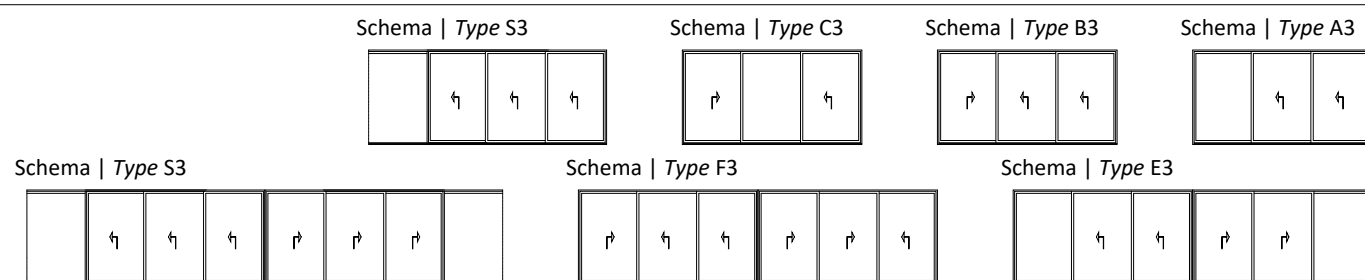 Schema | Type S3
Schema | Type C3
Schema | Type B3
Schema | Type A3
Schema | Type S3
Schema | Type F3
Schema | Type E3